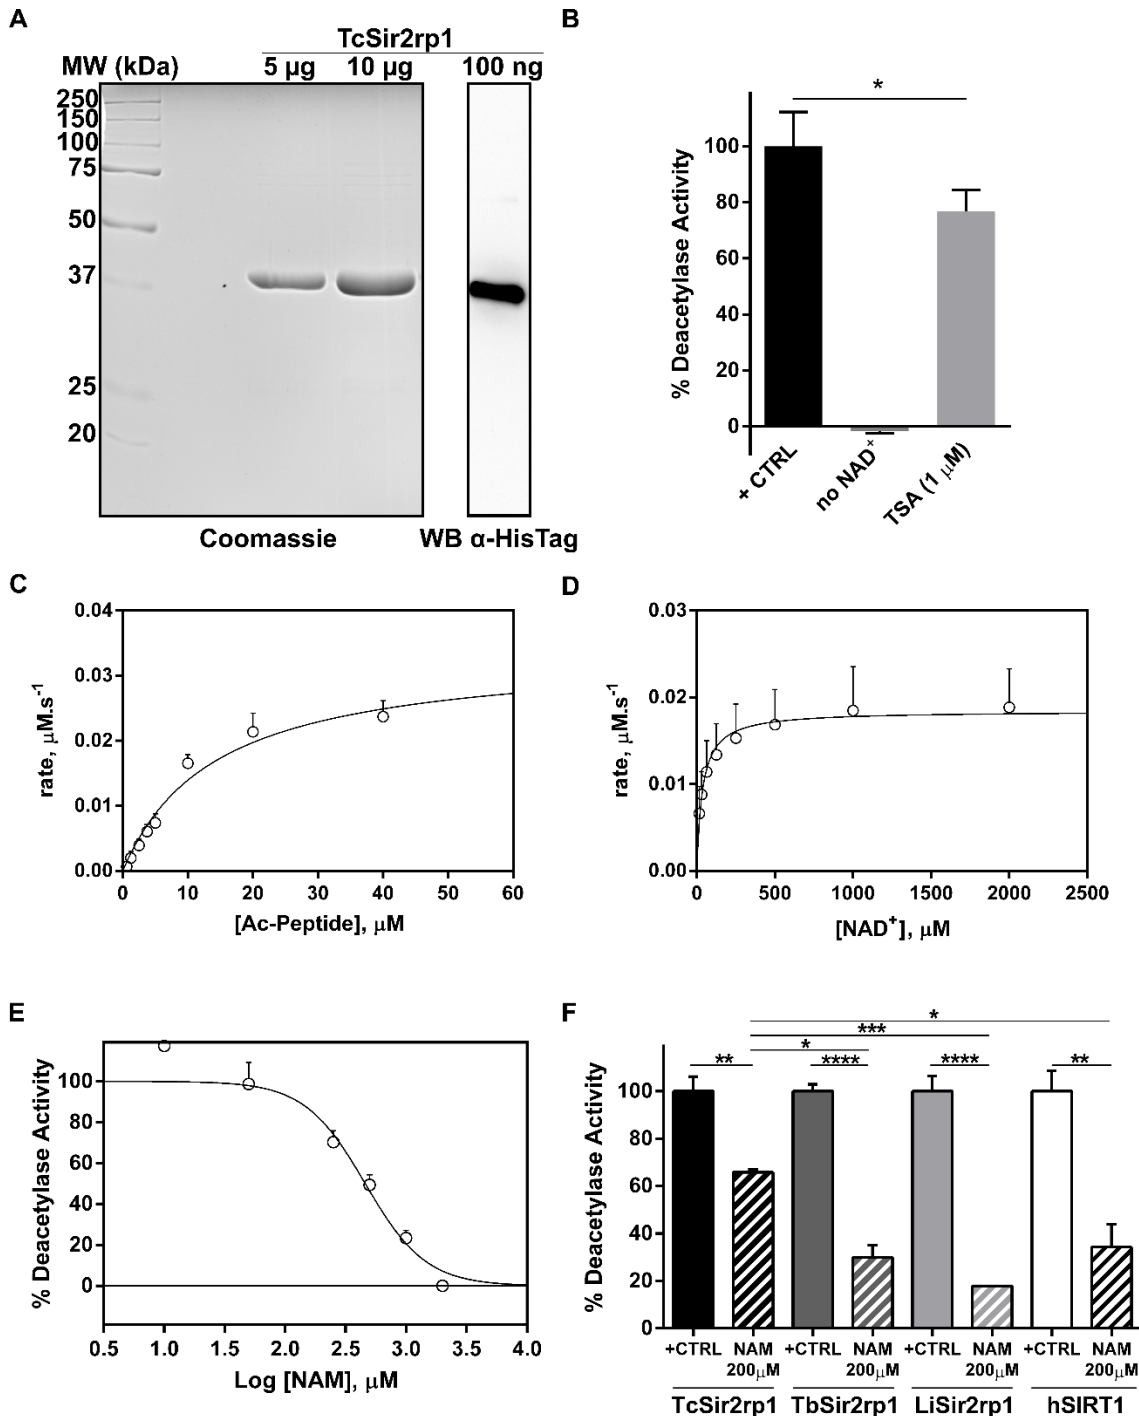 A
TcSir2rp1
MW (kDa) 5 µg 10 µg 100 ng
250
150
100
75
50
37
25
20
Coomassie WB α-HisTag
B
*
% Deacetylase Activity
100
80
60
40
20
0
+ CTRL
no NAD+
TSA (1 µM)
C
rate, µM.s-1
0.04
0.03
0.02
0.01
0.00
0 10 20 30 40 50 60
[Ac-Peptide], µM
D
rate, µM.s-1
0.03
0.02
0.01
0.00
0 500 1000 1500 2000 2500
[NAD+], µM
E
% Deacetylase Activity
100
80
60
40
20
0
0.5 1.0 1.5 2.0 2.5 3.0 3.5 4.0
Log [NAM], µM
F
*
***
*
** **** **** **
% Deacetylase Activity
100
80
60
40
20
0
+CTRL NAM +CTRL NAM +CTRL NAM +CTRL NAM
200µM 200µM 200µM 200µM
TcSir2rp1 TbSir2rp1 LiSir2rp1 hSIRT1